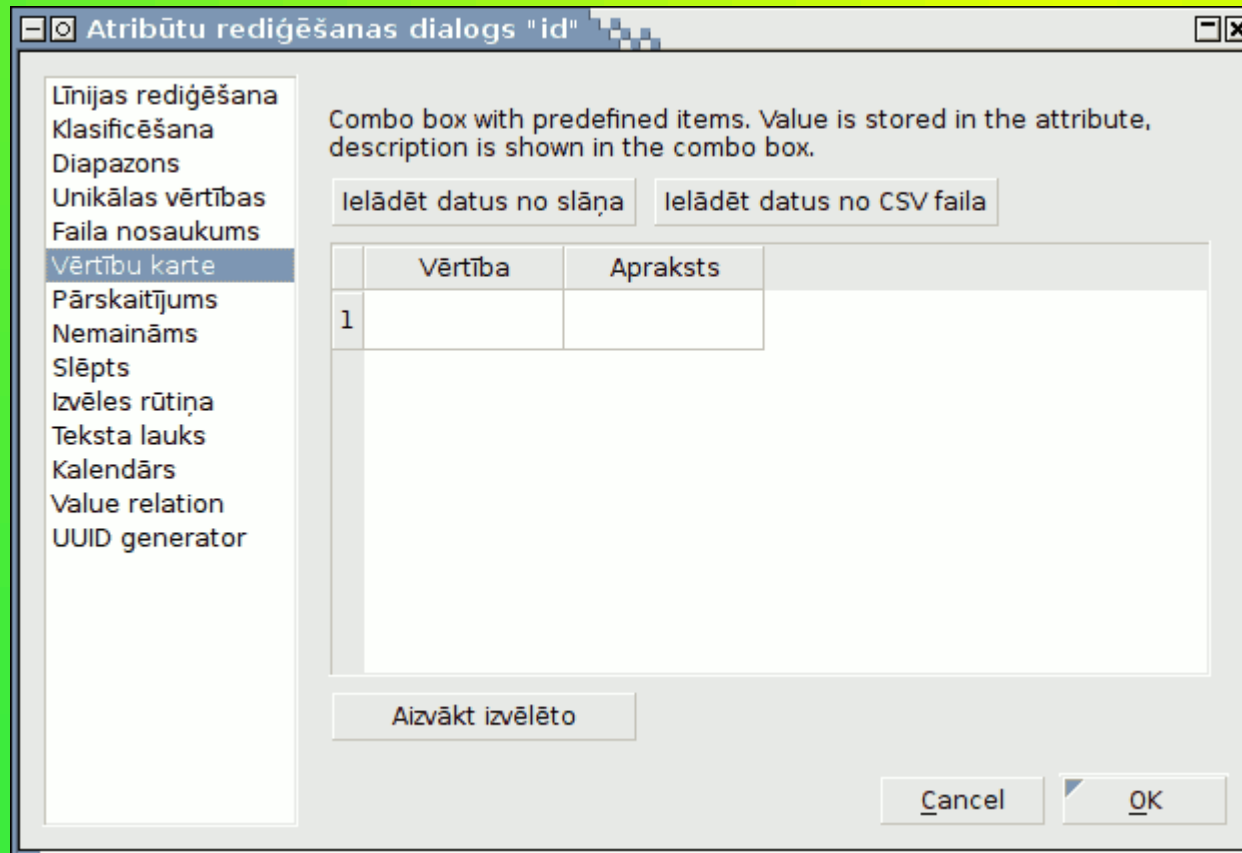 Atribūtu rediģēšanas dialogs "id"
Līnijas rediģēšana
Klasificēšana
Diapazons
Unikālas vērtības
Faila nosaukums
Vērtību karte
Pārskaitījums
Nemaināms
Slēpts
Izvēles rūtiņa
Teksta lauks
Kalendārs
Value relation
UUID generator
Combo box with predefined items. Value is stored in the attribute,
description is shown in the combo box.
Ielādēt datus no slāņa Ielādēt datus no CSV faila
Vērtība Apraksts
1
Aizvākt izvēlēto
Cancel OK